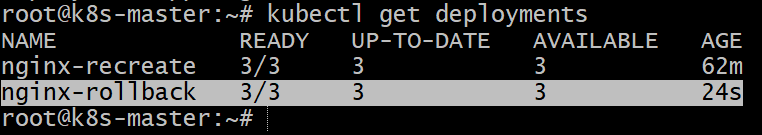 root@k8s-master:~# kubectl get deployments
NAME READY UP-TO-DATE AVAILABLE AGE
nginx-recreate 3/3 3 3 62m
nginx-rollback 3/3 3 3 24s
root@k8s-master:~#